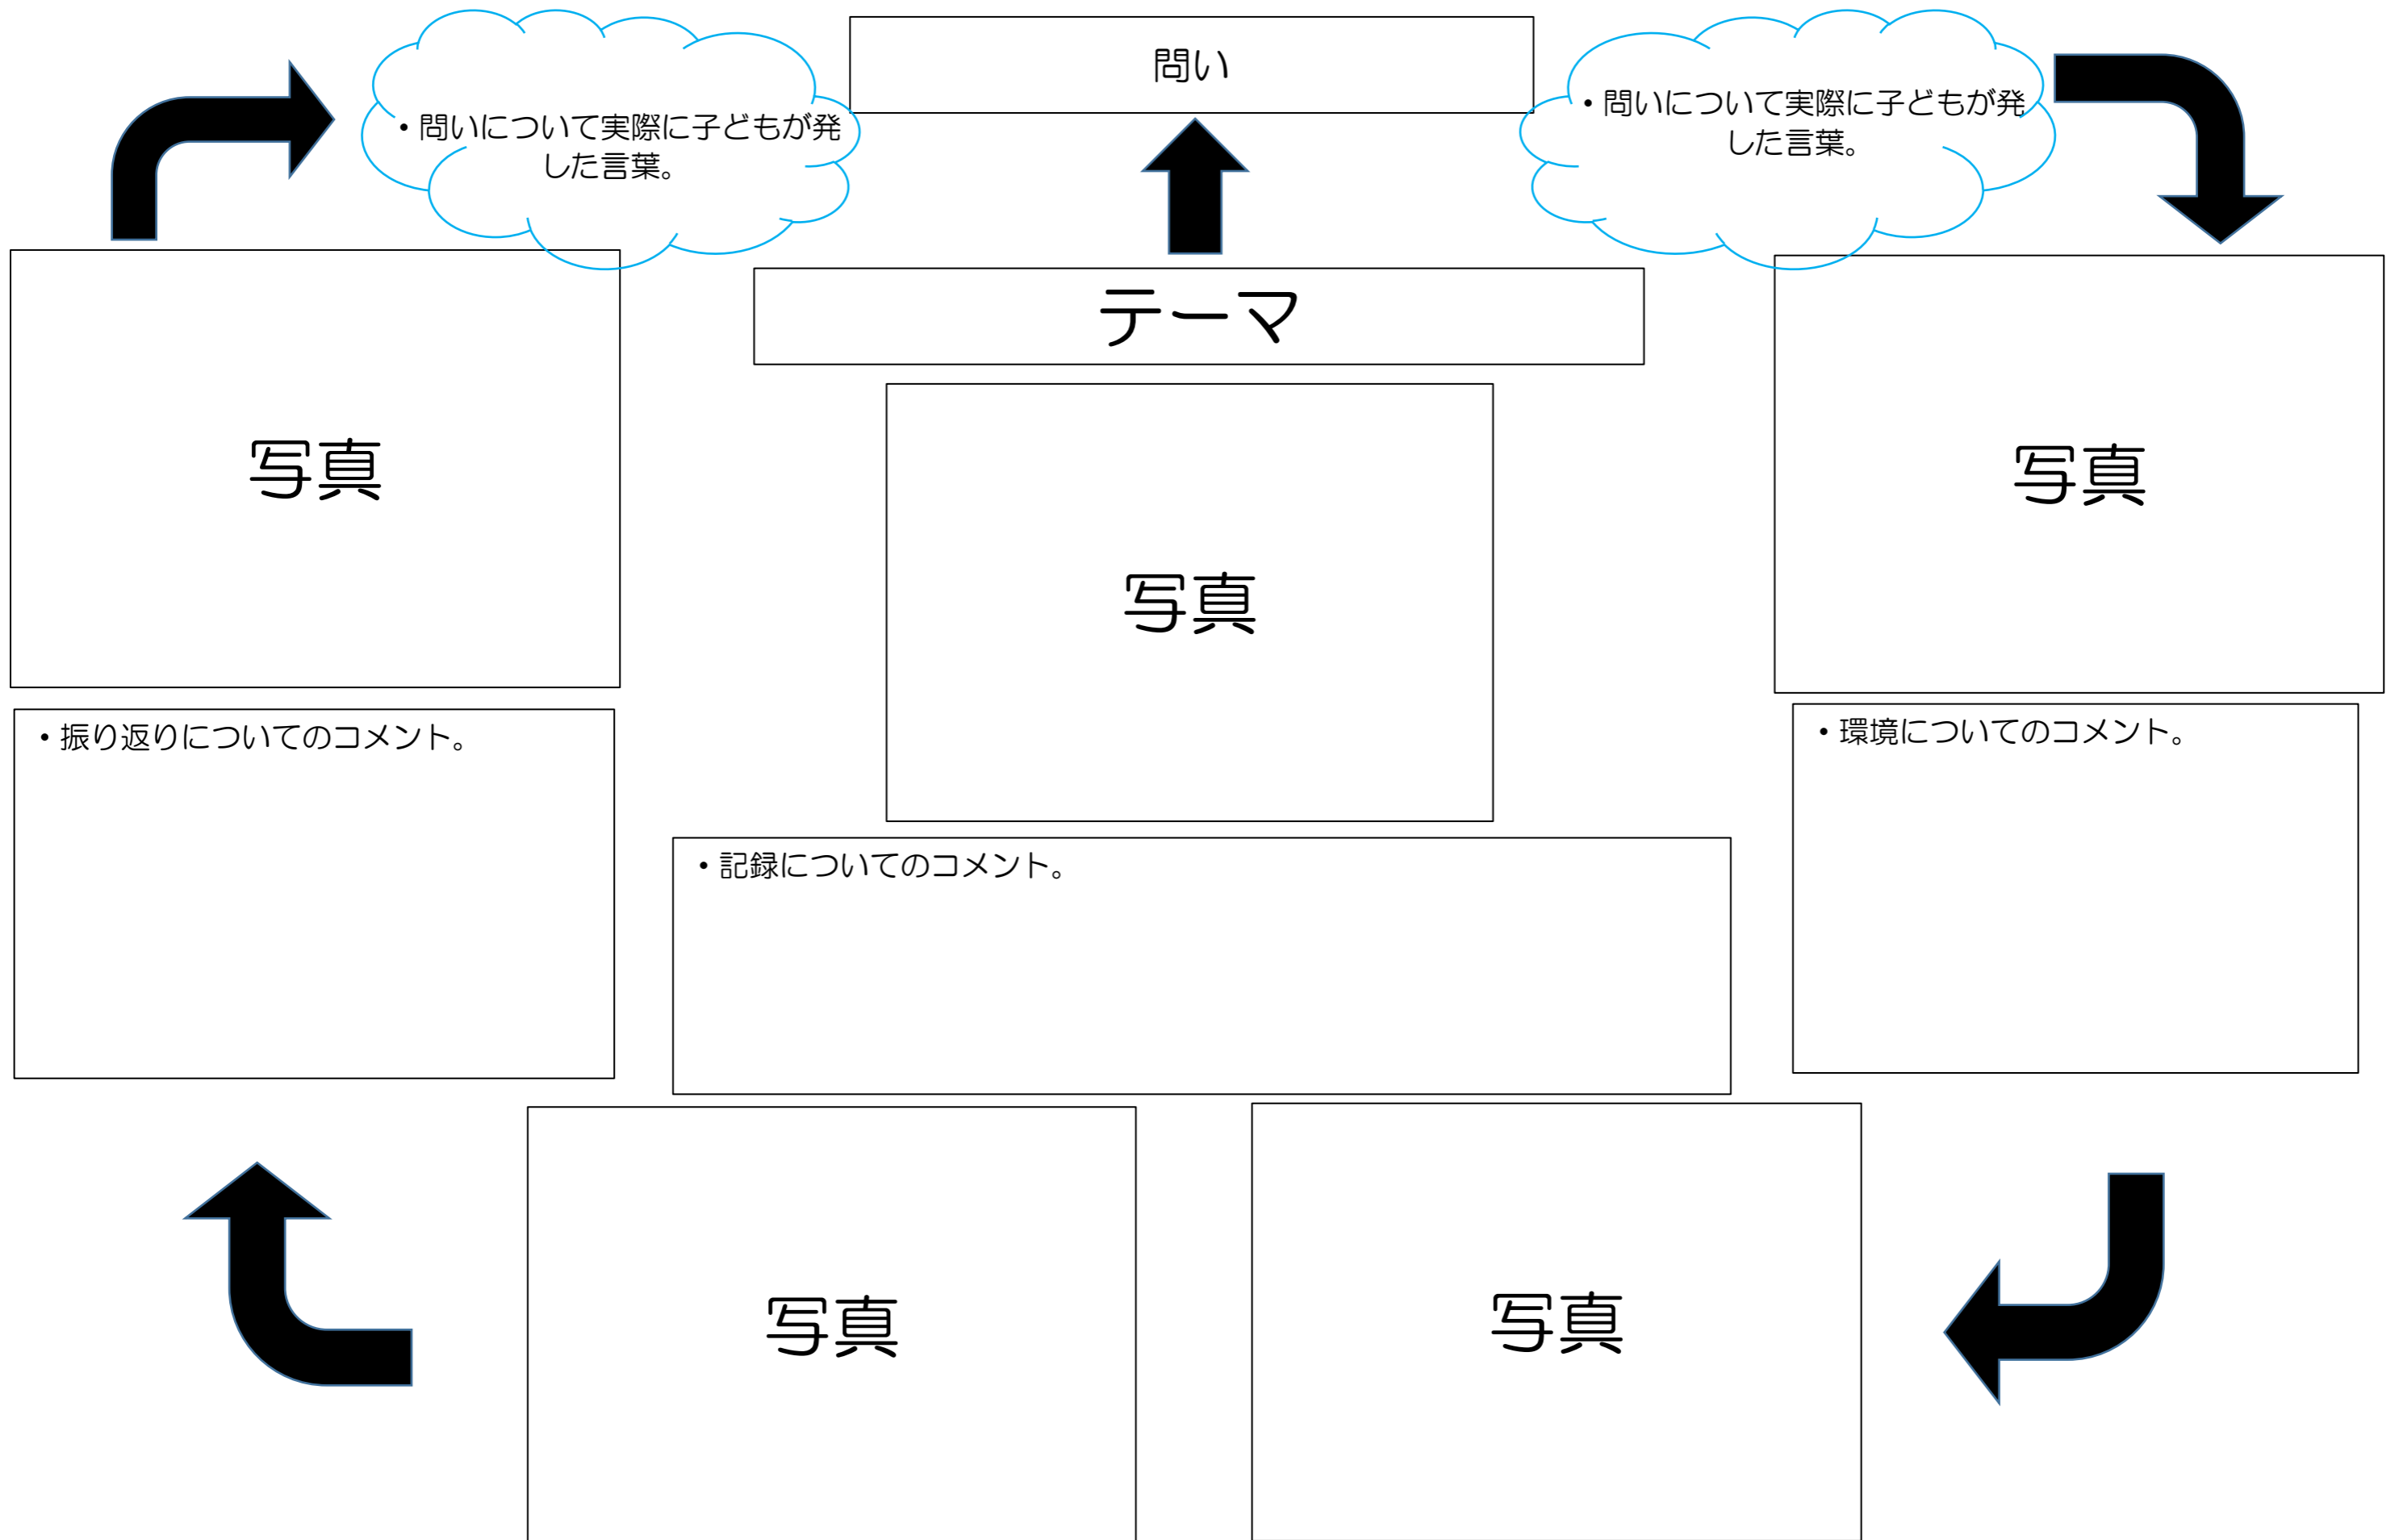 問い
・問いについて実際に子どもが発
した言葉。
・問いについて実際に子どもが発
した言葉。
テーマ
写真
写真
写真
・振り返りについてのコメント。
・環境についてのコメント。
・記録についてのコメント。
写真
写真